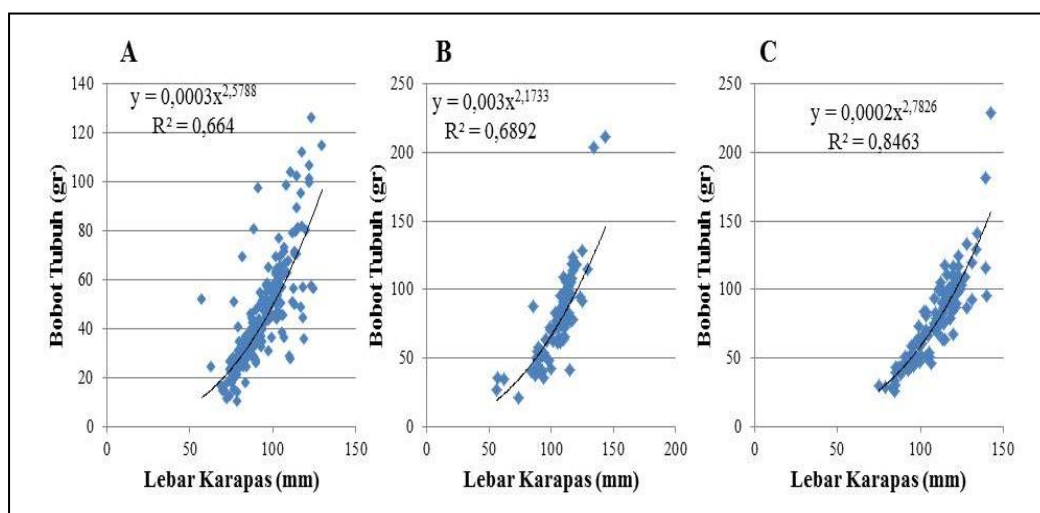 A
y = 0,0003x^2,5788
R² = 0,664
Bobot Tubuh (gr)
140
120
100
80
60
40
20
0
0 50 100 150
Lebar Karapas (mm)
B
y = 0,003x^2,1733
R² = 0,6892
Bobot Tubuh (gr)
250
200
150
100
50
0
0 50 100 150 200
Lebar Karapas (mm)
C
y = 0,0002x^2,7826
R² = 0,8463
Bobot Tubuh (gr)
250
200
150
100
50
0
0 50 100 150
Lebar Karapas (mm)